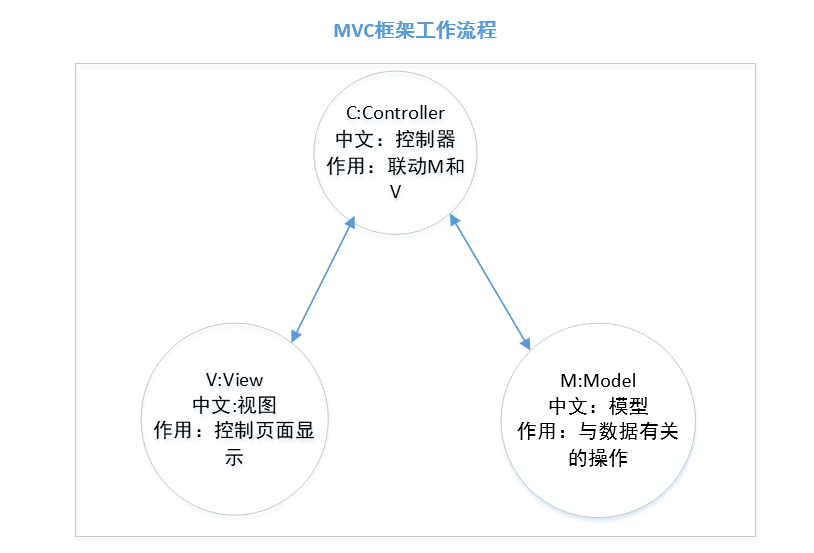 MVC框架工作流程
C:Controller
中文：控制器
作用：联动M和
V
V:View
中文:视图
作用：控制页面显
示
M:Model
中文：模型
作用：与数据有关
的操作